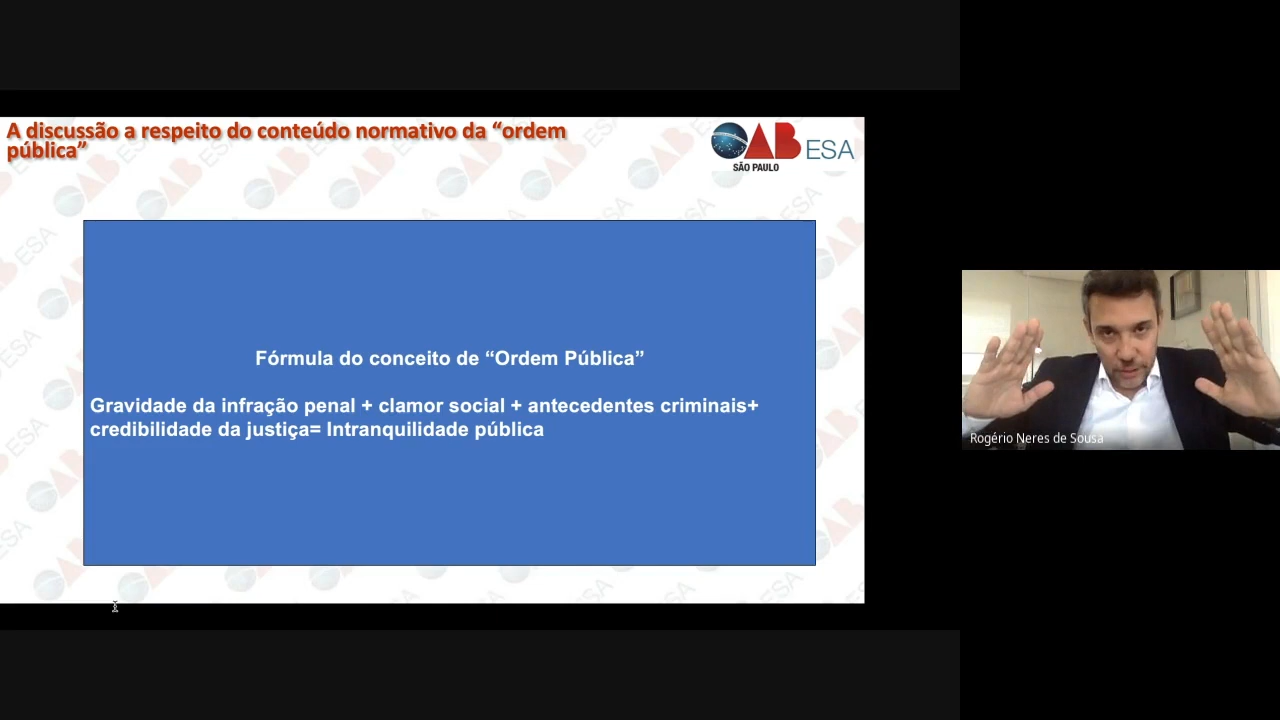 A discussão a respeito do conteúdo normativo da “ordem
pública”
OAB ESA
SÃO PAULO
Fórmula do conceito de “Ordem Pública”
Gravidade da infração penal + clamor social + antecedentes criminais+
credibilidade da justiça= Intranquilidade pública
Rogério Neres de Sousa